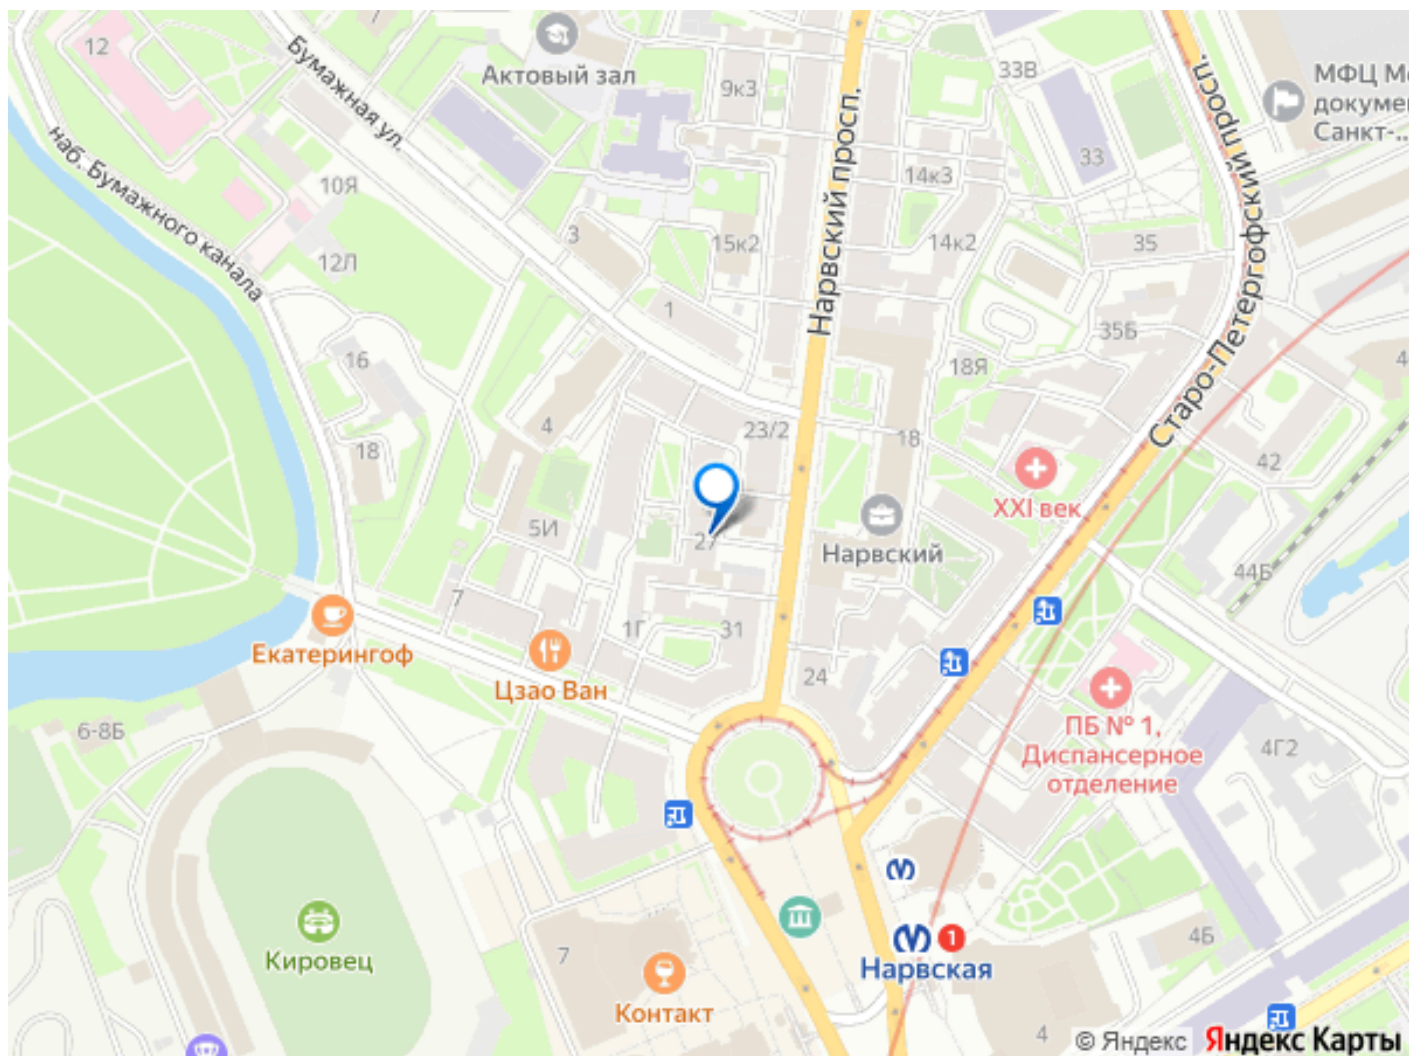 12
7
Бумажная ул.
Актовый зал
9к3
Нарвский просп.
33В
Старо-Петергофский просп.
МФЦ М
докуме
Санкт-...
наб. Бумажного канала
10Я
12Л
3
15к2
14к3
14к2
33
35
1
35Б
16
18Я
4
23/2
18
18
42
XXI век
5И
Нарвский
44Б
7
1Г
31
Екатерингоф
Цзао Ван
24
6-8Б
ПБ № 1,
Диспансерное
отделение
4Г2
Кировец
7
Контакт
1
Нарвская
4Б
4
© Яндекс
Яндекс Карты